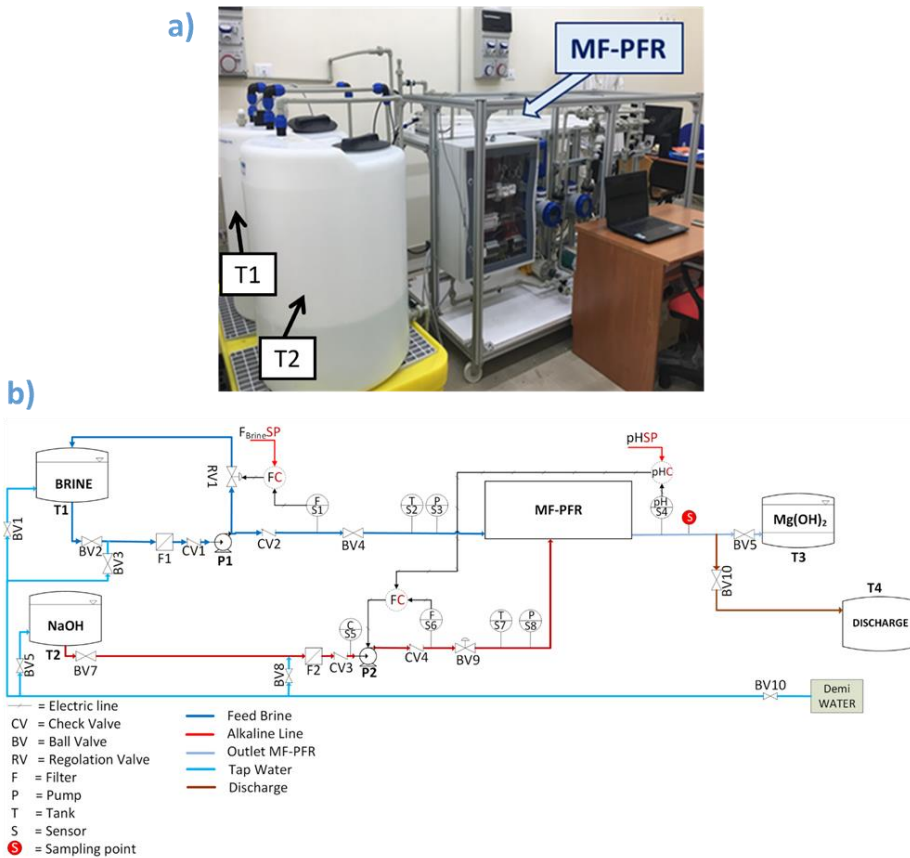 a)
MF-PFR
T1
T2
b)
F_Brine SP
pHSP
BRINE
T1
RV1
FC
F
S1
T
S2
P
S3
pHC
pH
S4
S
MF-PFR
Mg(OH)₂
T3
BV1
BV2
BV3
F1
CV1
P1
CV2
BV4
BV5
BV10
T4
DISCHARGE
NaOH
T2
BV5
BV7
BV8
F2
C
S5
CV3
P2
FC
F
S6
CV4
BV9
T
S7
P
S8
BV10
Demi
WATER
= Electric line
CV = Check Valve
BV = Ball Valve
RV = Regolation Valve
F = Filter
P = Pump
T = Tank
S = Sensor
S = Sampling point
Feed Brine
Alkaline Line
Outlet MF-PFR
Tap Water
Discharge